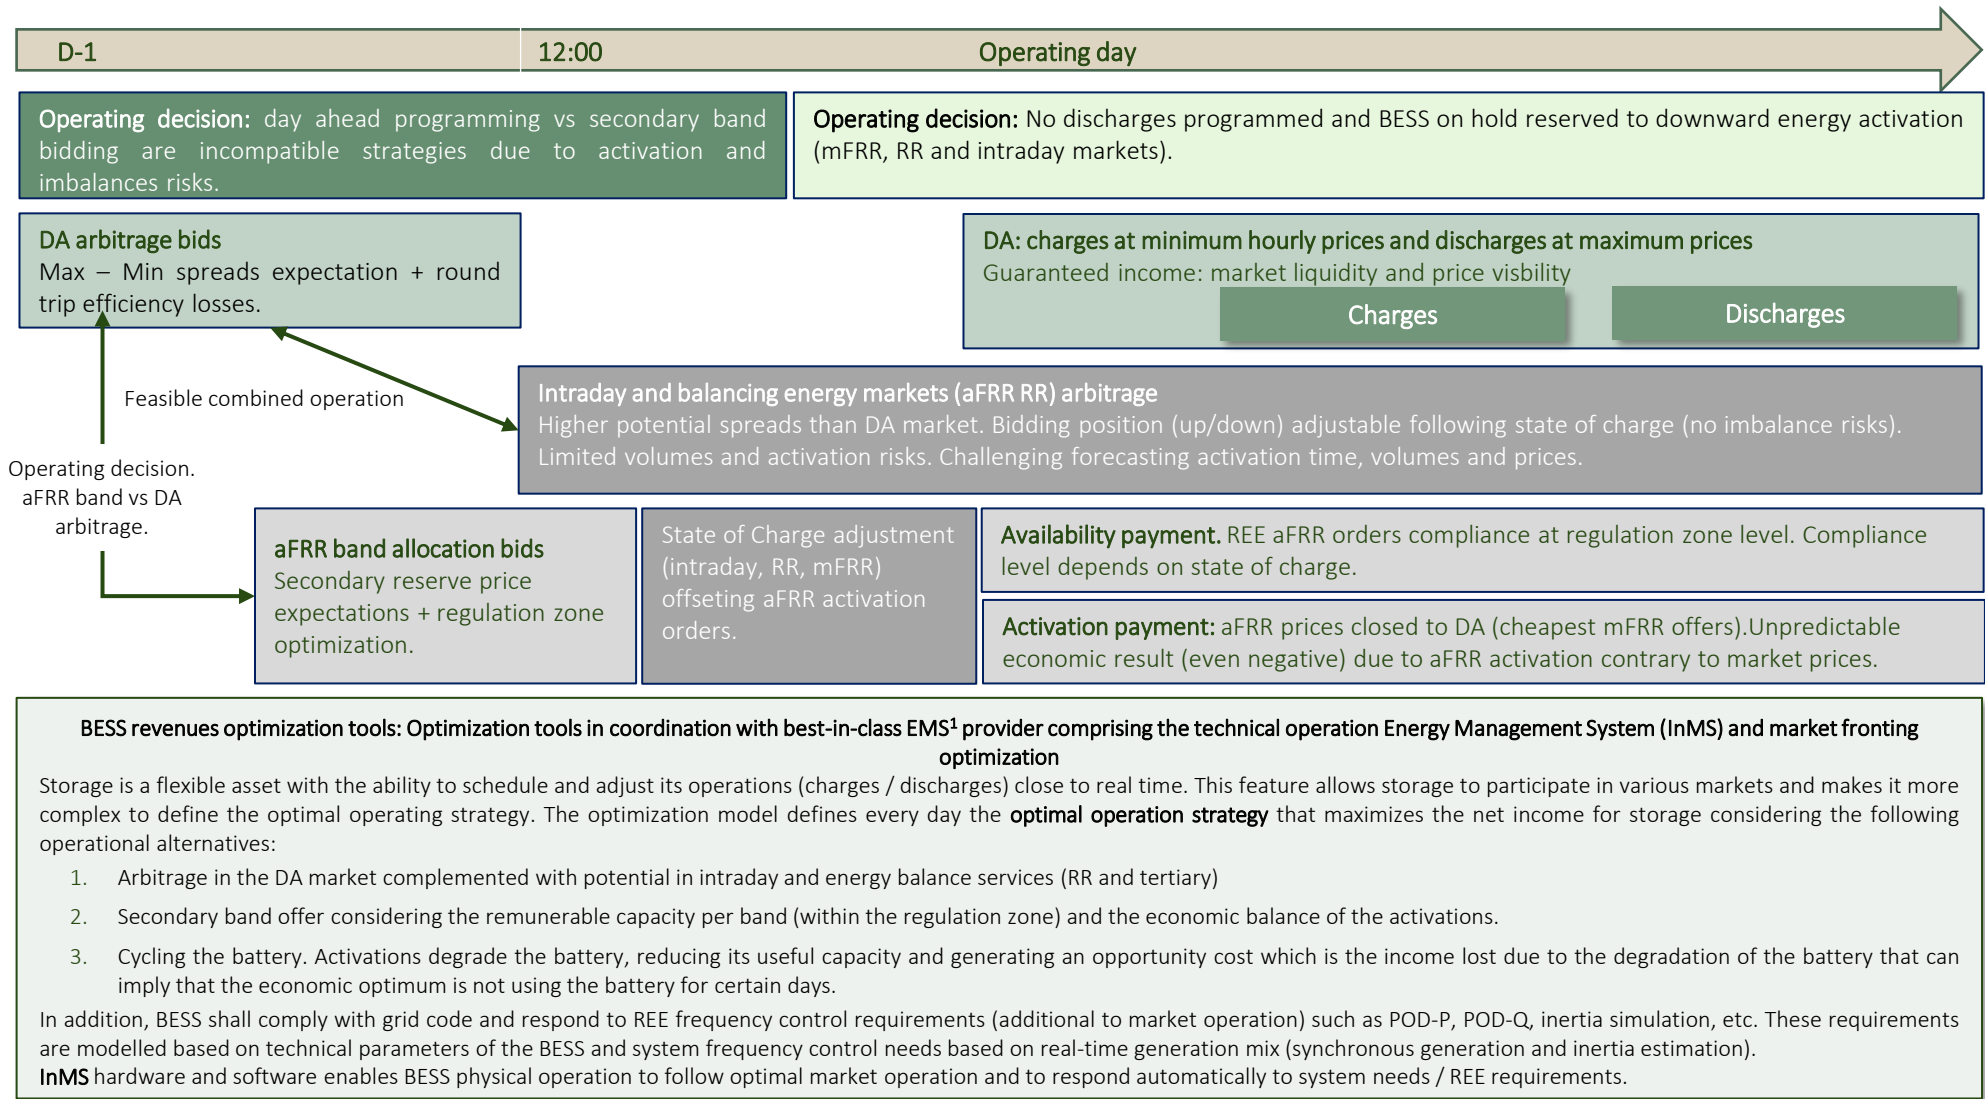 D-1
12:00
Operating day
Operating decision: day ahead programming vs secondary band
bidding are incompatible strategies due to activation and
imbalances risks.
Operating decision: No discharges programmed and BESS on hold reserved to downward energy activation
(mFRR, RR and intraday markets).
DA arbitrage bids
Max – Min spreads expectation + round
trip efficiency losses.
DA: charges at minimum hourly prices and discharges at maximum prices
Guaranteed income: market liquidity and price visbility
Charges
Discharges
Feasible combined operation
Intraday and balancing energy markets (aFRR RR) arbitrage
Higher potential spreads than DA market. Bidding position (up/down) adjustable following state of charge (no imbalance risks).
Limited volumes and activation risks. Challenging forecasting activation time, volumes and prices.
Operating decision.
aFRR band vs DA
arbitrage.
aFRR band allocation bids
Secondary reserve price
expectations + regulation zone
optimization.
State of Charge adjustment
(intraday, RR, mFRR)
offseting aFRR activation
orders.
Availability payment. REE aFRR orders compliance at regulation zone level. Compliance
level depends on state of charge.
Activation payment: aFRR prices closed to DA (cheapest mFRR offers).Unpredictable
economic result (even negative) due to aFRR activation contrary to market prices.
BESS revenues optimization tools: Optimization tools in coordination with best-in-class EMS¹ provider comprising the technical operation Energy Management System (InMS) and market fronting
optimization
Storage is a flexible asset with the ability to schedule and adjust its operations (charges / discharges) close to real time. This feature allows storage to participate in various markets and makes it more
complex to define the optimal operating strategy. The optimization model defines every day the optimal operation strategy that maximizes the net income for storage considering the following
operational alternatives:
1. Arbitrage in the DA market complemented with potential in intraday and energy balance services (RR and tertiary)
2. Secondary band offer considering the remunerable capacity per band (within the regulation zone) and the economic balance of the activations.
3. Cycling the battery. Activations degrade the battery, reducing its useful capacity and generating an opportunity cost which is the income lost due to the degradation of the battery that can
imply that the economic optimum is not using the battery for certain days.
In addition, BESS shall comply with grid code and respond to REE frequency control requirements (additional to market operation) such as POD-P, POD-Q, inertia simulation, etc. These requirements
are modelled based on technical parameters of the BESS and system frequency control needs based on real-time generation mix (synchronous generation and inertia estimation).
InMS hardware and software enables BESS physical operation to follow optimal market operation and to respond automatically to system needs / REE requirements.